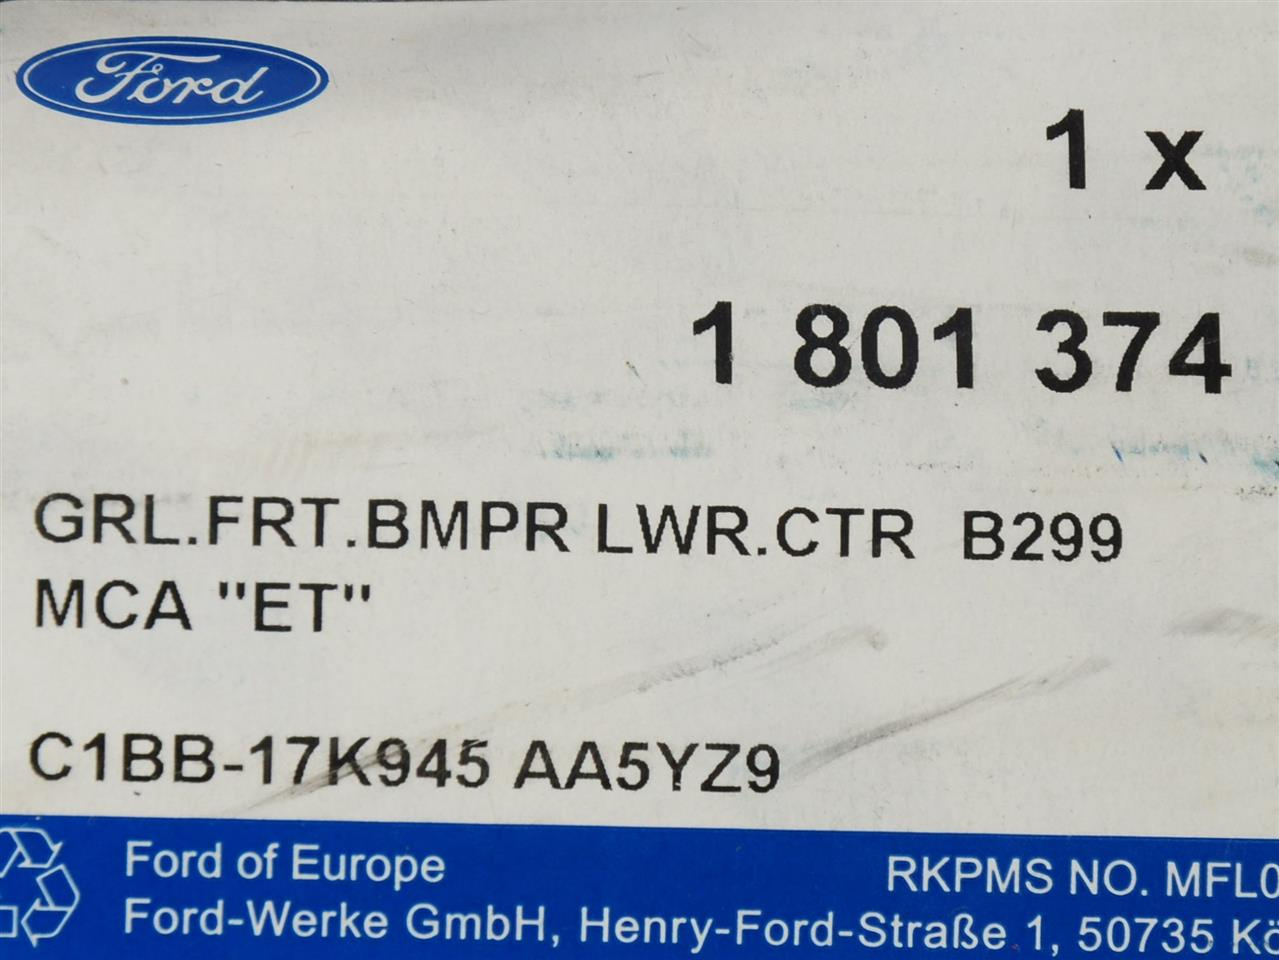 Ford
1 x
1 801 374
GRL.FRT.BMPR LWR.CTR B299
MCA "ET"
C1BB-17K945 AA5YZ9
Ford of Europe
RKPMS NO. MFL0
Ford-Werke GmbH, Henry-Ford-Straße 1, 50735 Kö